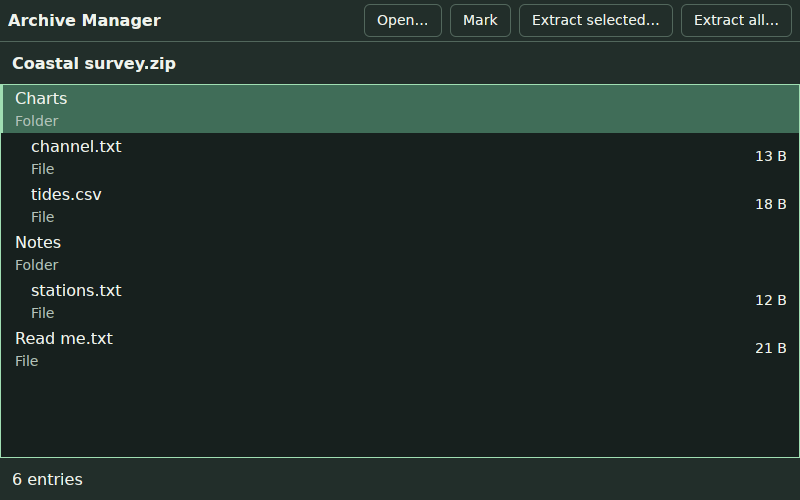 Archive Manager
Open…
Mark
Extract selected…
Extract all…
Coastal survey.zip
Charts
Folder
channel.txt
File
13 B
tides.csv
File
18 B
Notes
Folder
stations.txt
File
12 B
Read me.txt
File
21 B
6 entries